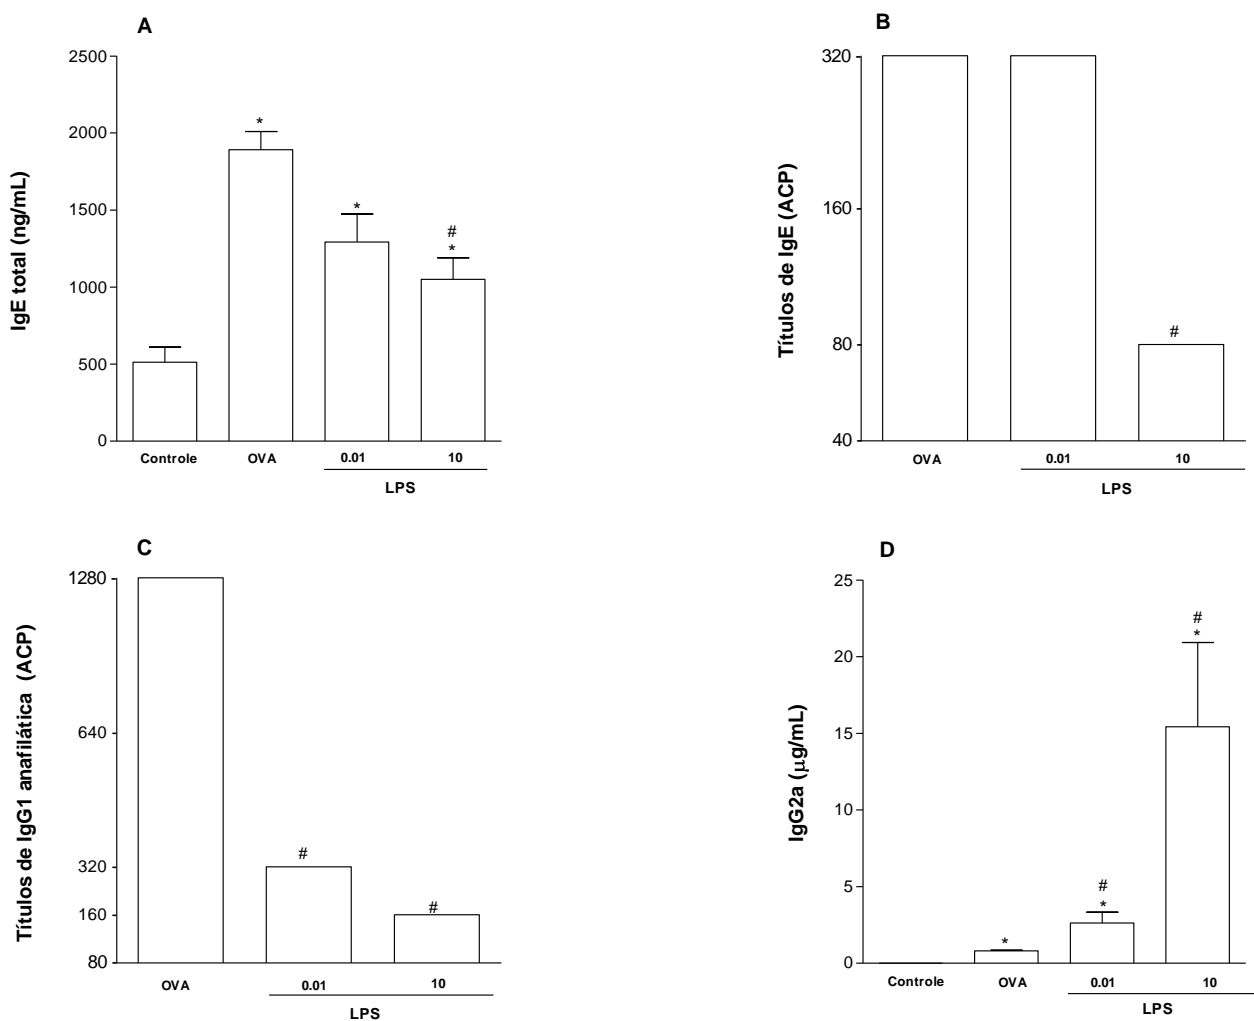 A
2500
2000
1500
1000
500
0
IgE total (ng/mL)
*
*
#
*
Controle OVA 0.01 10
LPS
B
320
160
80
40
Títulos de IgE (ACP)
#
OVA 0.01 10
LPS
C
1280
640
320
160
80
Títulos de IgG1 anafilática (ACP)
#
#
OVA 0.01 10
LPS
D
25
20
15
10
5
0
IgG2a (μg/mL)
*
#
*
#
*
Controle OVA 0.01 10
LPS